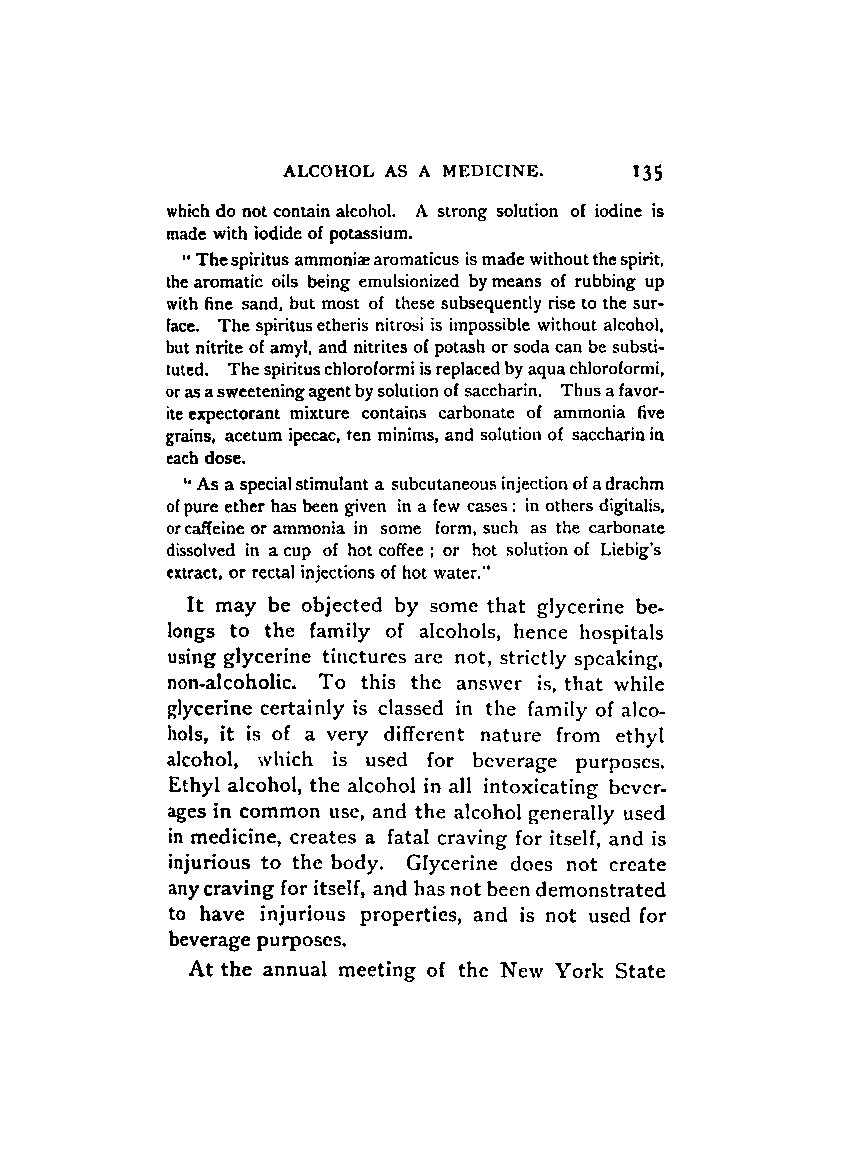 ALCOHOL AS A MEDICINE. 135
which do not contain alcohol. A strong solution of iodine is
made with iodide of potassium.
" The spiritus ammoniæ aromaticus is made without the spirit,
the aromatic oils being emulsionized by means of rubbing up
with fine sand, but most of these subsequently rise to the sur-
face. The spiritus etheris nitrosi is impossible without alcohol,
but nitrite of amyl, and nitrites of potash or soda can be substi-
tuted. The spiritus chloroformi is replaced by aqua chloroformi,
or as a sweetening agent by solution of saccharin. Thus a favor-
ite expectorant mixture contains carbonate of ammonia five
grains, acetum ipecac, ten minims, and solution of saccharin in
each dose.
" As a special stimulant a subcutaneous injection of a drachm
of pure ether has been given in a few cases ; in others digitalis,
or caffeine or ammonia in some form, such as the carbonate
dissolved in a cup of hot coffee ; or hot solution of Liebig's
extract, or rectal injections of hot water."
It may be objected by some that glycerine be-
longs to the family of alcohols, hence hospitals
using glycerine tinctures are not, strictly speaking,
non-alcoholic. To this the answer is, that while
glycerine certainly is classed in the family of alco-
hols, it is of a very different nature from ethyl
alcohol, which is used for beverage purposes.
Ethyl alcohol, the alcohol in all intoxicating bever-
ages in common use, and the alcohol generally used
in medicine, creates a fatal craving for itself, and is
injurious to the body. Glycerine does not create
any craving for itself, and has not been demonstrated
to have injurious properties, and is not used for
beverage purposes.
At the annual meeting of the New York State